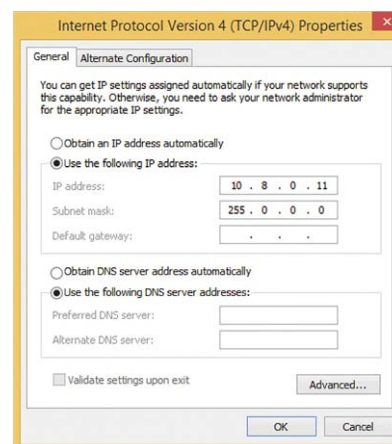 Internet Protocol Version 4 (TCP/IPv4) Properties
General
Alternate Configuration
You can get IP settings assigned automatically if your network supports
this capability. Otherwise, you need to ask your network administrator
for the appropriate IP settings.
Obtain an IP address automatically
Use the following IP address:
IP address: 10 . 8 . 0 . 11
Subnet mask: 255 . 0 . 0 . 0
Default gateway: . . .
Obtain DNS server address automatically
Use the following DNS server addresses:
Preferred DNS server:
Alternate DNS server:
Validate settings upon exit
Advanced...
OK
Cancel